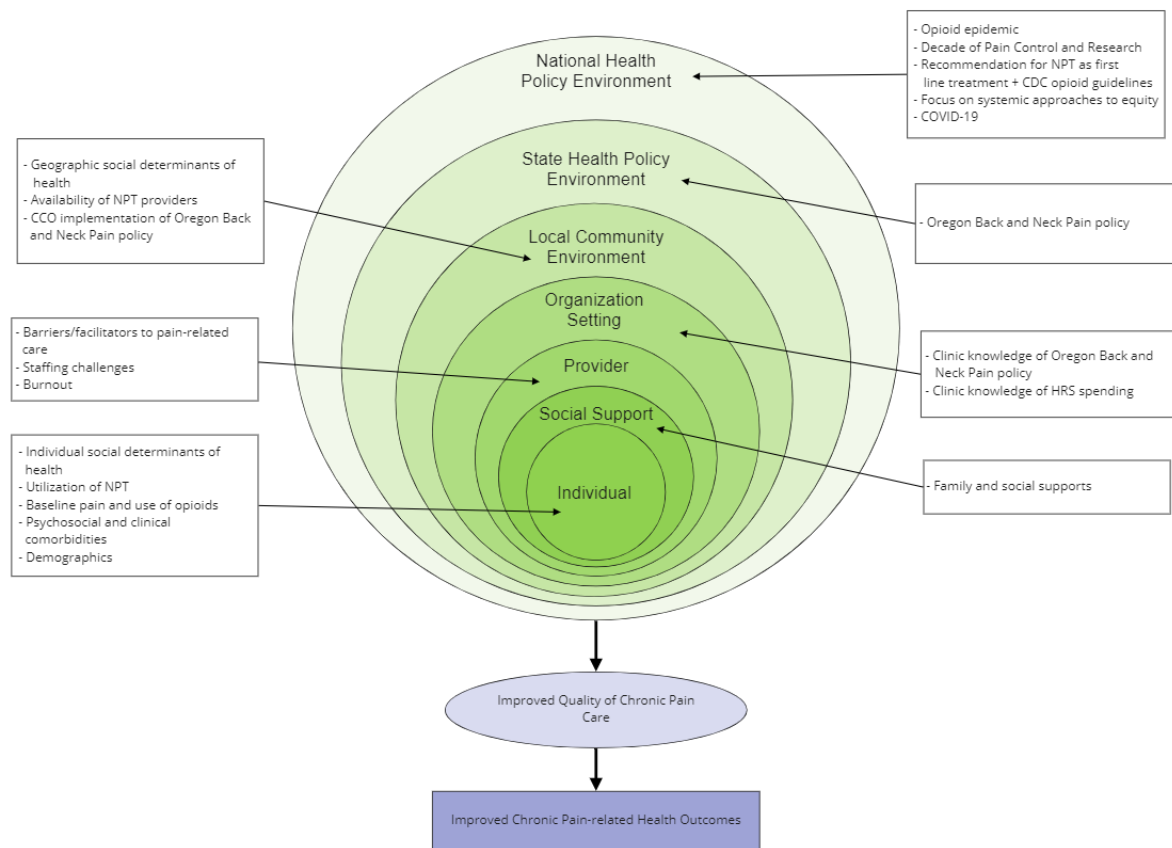 National Health
Policy Environment
- Opioid epidemic
- Decade of Pain Control and Research
- Recommendation for NPT as first
line treatment + CDC opioid guidelines
- Focus on systemic approaches to equity
- COVID-19
- Geographic social determinants of
health
- Availability of NPT providers
- CCO implementation of Oregon Back
and Neck Pain policy
State Health Policy
Environment
- Oregon Back and Neck Pain policy
Local Community
Environment
Organization
Setting
- Barriers/facilitators to pain-related
care
- Staffing challenges
- Burnout
Provider
- Clinic knowledge of Oregon Back and
Neck Pain policy
- Clinic knowledge of HRS spending
Social Support
- Individual social determinants of
health
- Utilization of NPT
- Baseline pain and use of opioids
- Psychosocial and clinical
comorbidities
- Demographics
Individual
- Family and social supports
Improved Quality of Chronic Pain
Care
Improved Chronic Pain-related Health Outcomes